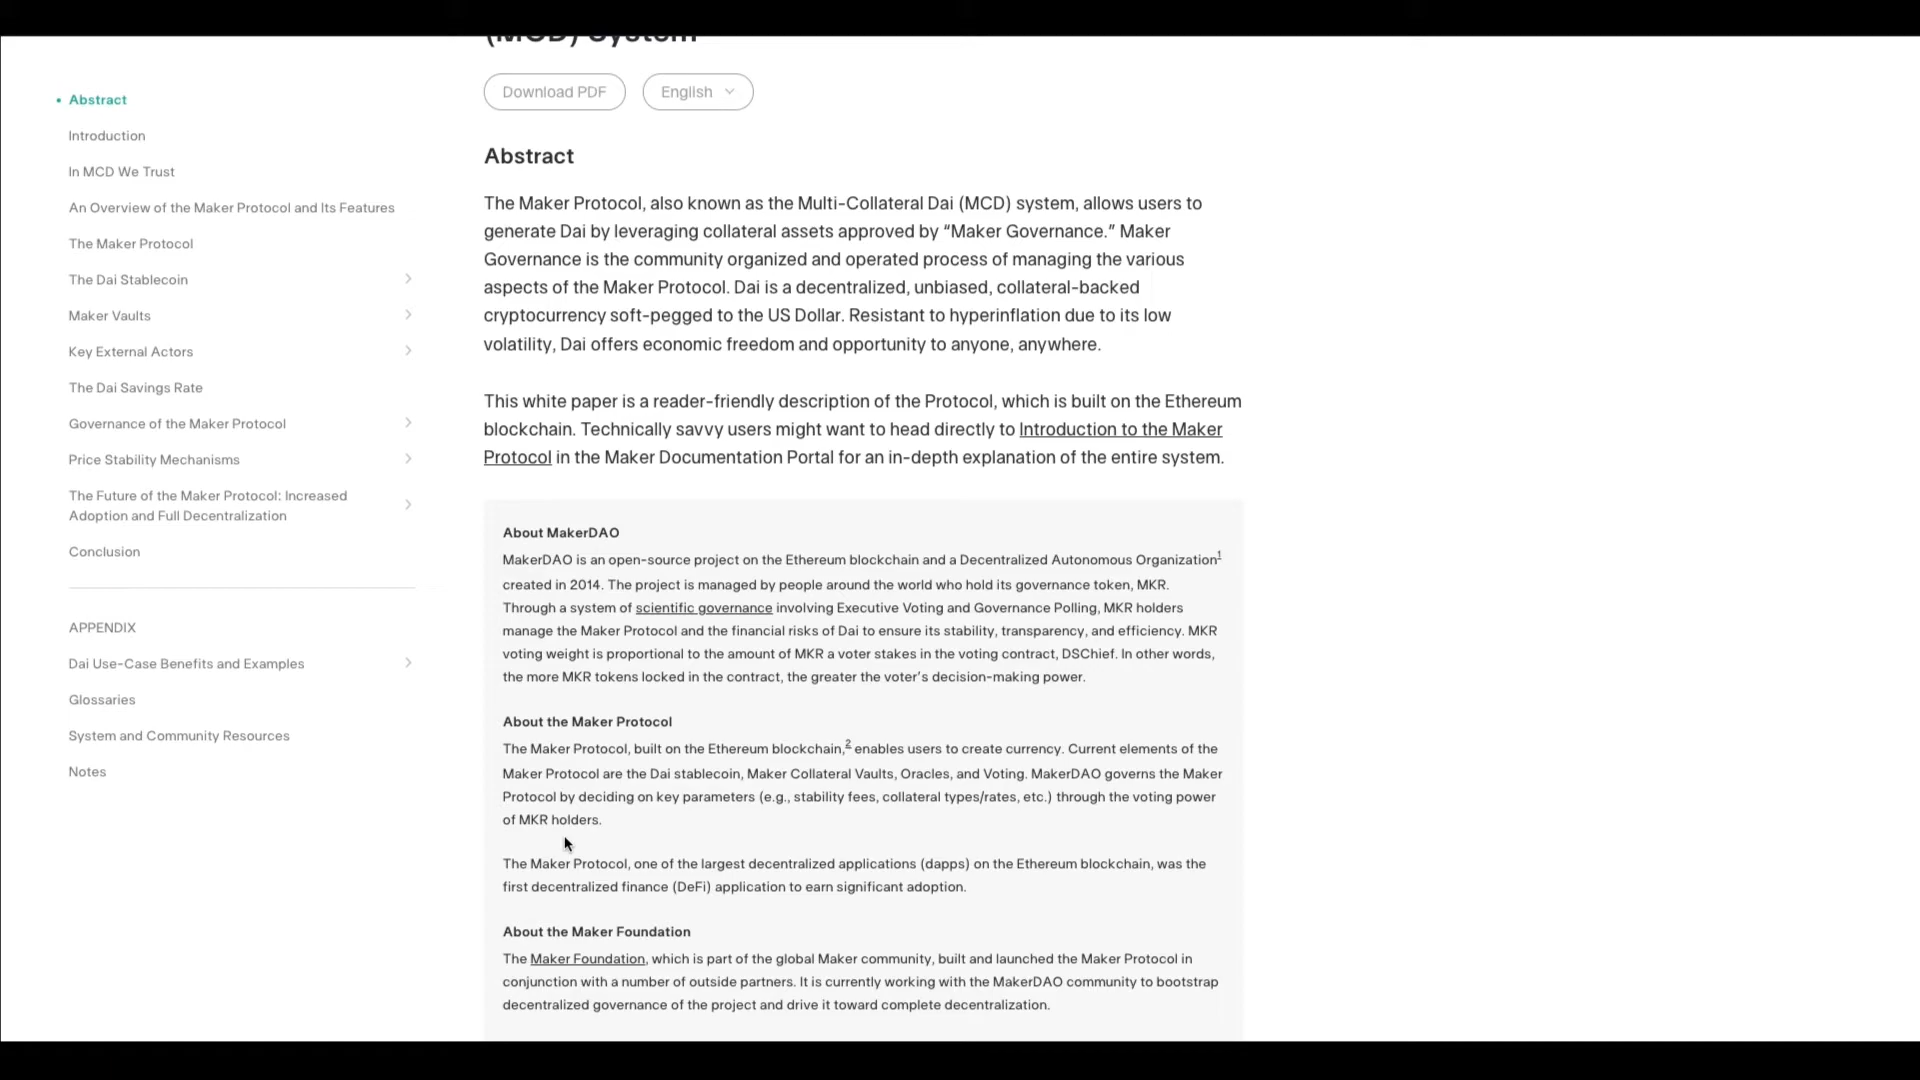 (MCD) System
Download PDF
English
Abstract
Introduction
In MCD We Trust
An Overview of the Maker Protocol and Its Features
The Maker Protocol
The Dai Stablecoin
Maker Vaults
Key External Actors
The Dai Savings Rate
Governance of the Maker Protocol
Price Stability Mechanisms
The Future of the Maker Protocol: Increased
Adoption and Full Decentralization
Conclusion
APPENDIX
Dai Use-Case Benefits and Examples
Glossaries
System and Community Resources
Notes
Abstract
The Maker Protocol, also known as the Multi-Collateral Dai (MCD) system, allows users to
generate Dai by leveraging collateral assets approved by “Maker Governance.” Maker
Governance is the community organized and operated process of managing the various
aspects of the Maker Protocol. Dai is a decentralized, unbiased, collateral-backed
cryptocurrency soft-pegged to the US Dollar. Resistant to hyperinflation due to its low
volatility, Dai offers economic freedom and opportunity to anyone, anywhere.
This white paper is a reader-friendly description of the Protocol, which is built on the Ethereum
blockchain. Technically savvy users might want to head directly to Introduction to the Maker
Protocol in the Maker Documentation Portal for an in-depth explanation of the entire system.
About MakerDAO
MakerDAO is an open-source project on the Ethereum blockchain and a Decentralized Autonomous Organization1
created in 2014. The project is managed by people around the world who hold its governance token, MKR.
Through a system of scientific governance involving Executive Voting and Governance Polling, MKR holders
manage the Maker Protocol and the financial risks of Dai to ensure its stability, transparency, and efficiency. MKR
voting weight is proportional to the amount of MKR a voter stakes in the voting contract, DSChief. In other words,
the more MKR tokens locked in the contract, the greater the voter’s decision-making power.
About the Maker Protocol
The Maker Protocol, built on the Ethereum blockchain,2 enables users to create currency. Current elements of the
Maker Protocol are the Dai stablecoin, Maker Collateral Vaults, Oracles, and Voting. MakerDAO governs the Maker
Protocol by deciding on key parameters (e.g., stability fees, collateral types/rates, etc.) through the voting power
of MKR holders.
The Maker Protocol, one of the largest decentralized applications (dapps) on the Ethereum blockchain, was the
first decentralized finance (DeFi) application to earn significant adoption.
About the Maker Foundation
The Maker Foundation, which is part of the global Maker community, built and launched the Maker Protocol in
conjunction with a number of outside partners. It is currently working with the MakerDAO community to bootstrap
decentralized governance of the project and drive it toward complete decentralization.